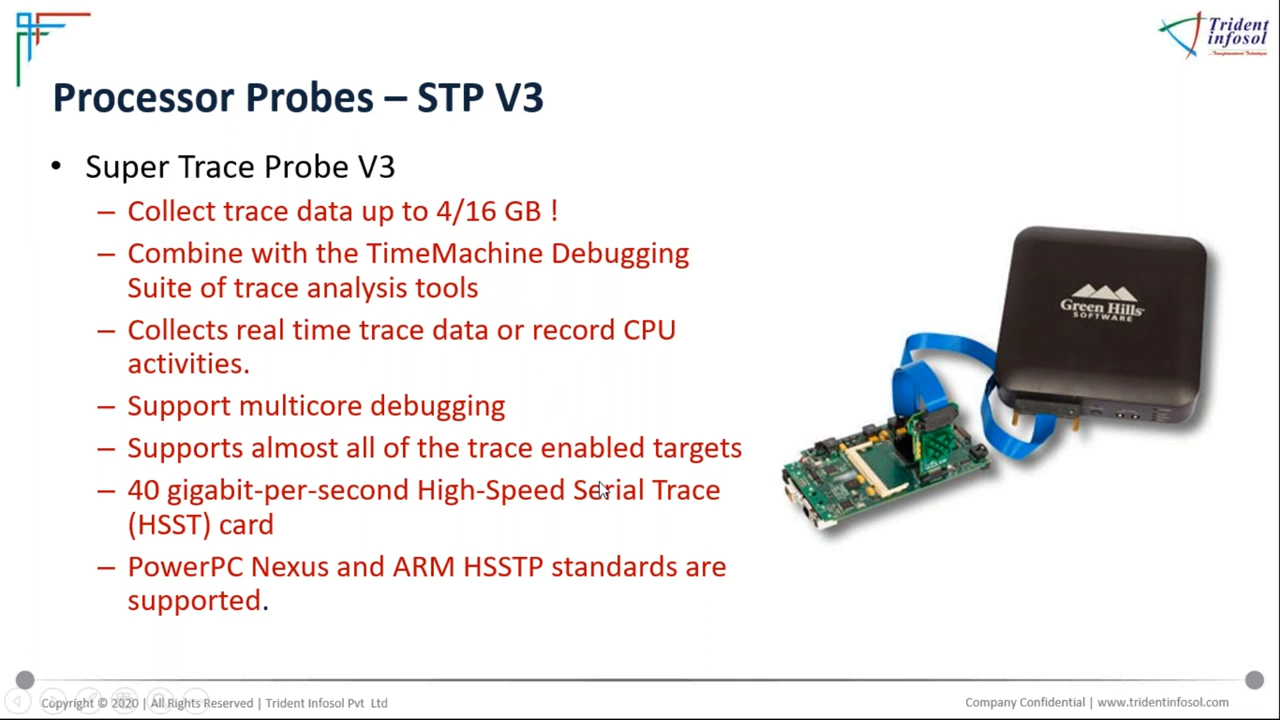 Trident
infosol
Processor Probes – STP V3
• Super Trace Probe V3
– Collect trace data up to 4/16 GB !
– Combine with the TimeMachine Debugging
Suite of trace analysis tools
– Collects real time trace data or record CPU
activities.
– Support multicore debugging
– Supports almost all of the trace enabled targets
– 40 gigabit-per-second High-Speed Serial Trace
(HSST) card
– PowerPC Nexus and ARM HSSTP standards are
supported.
Green Hills
SOFTWARE
Copyright © 2020 | All Rights Reserved | Trident Infosol Pvt Ltd
Company Confidential | www.tridentinfosol.com